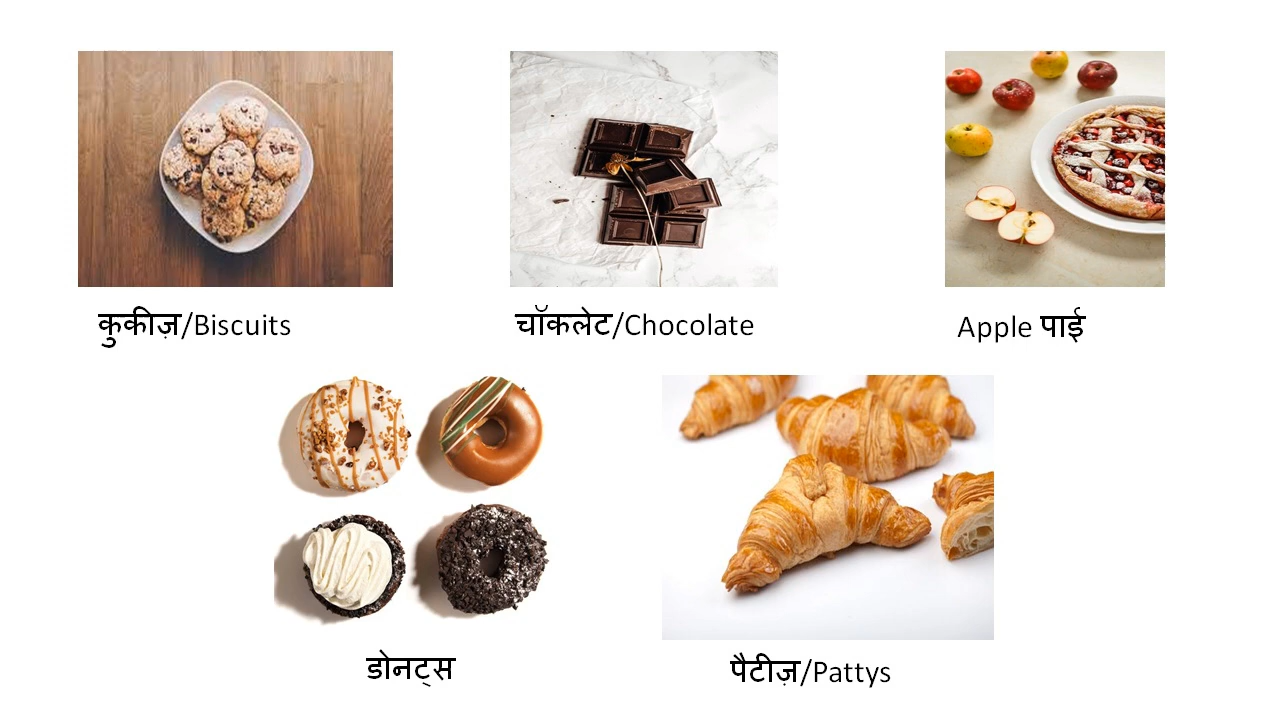 कुकीज़/Biscuits
चॉकलेट/Chocolate
Apple पाई
डोनट्स
पैटीज़/Pattys